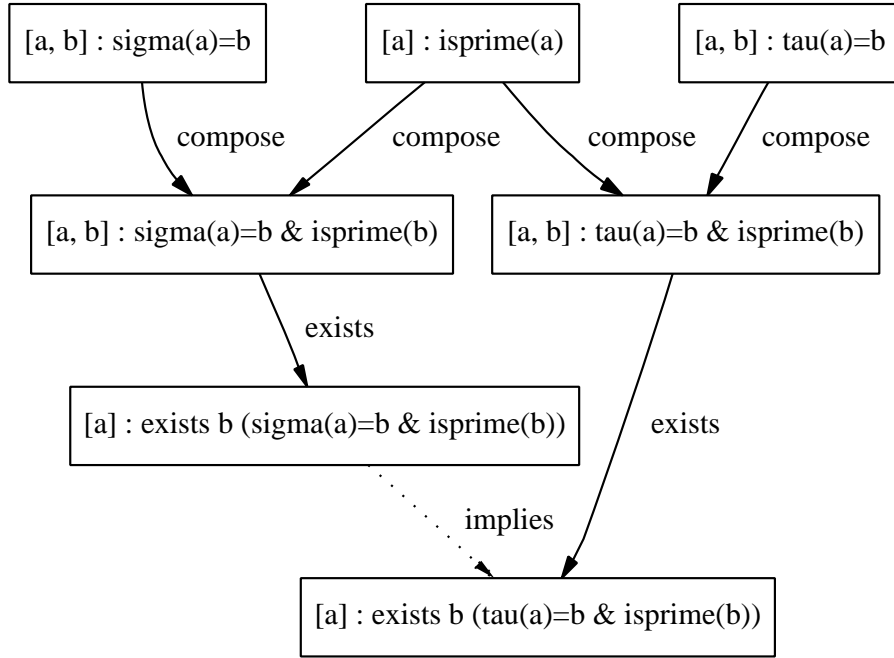 [a, b] : sigma(a)=b
[a] : isprime(a)
[a, b] : tau(a)=b
compose
compose
compose
compose
[a, b] : sigma(a)=b & isprime(b)
[a, b] : tau(a)=b & isprime(b)
exists
[a] : exists b (sigma(a)=b & isprime(b))
exists
implies
[a] : exists b (tau(a)=b & isprime(b))